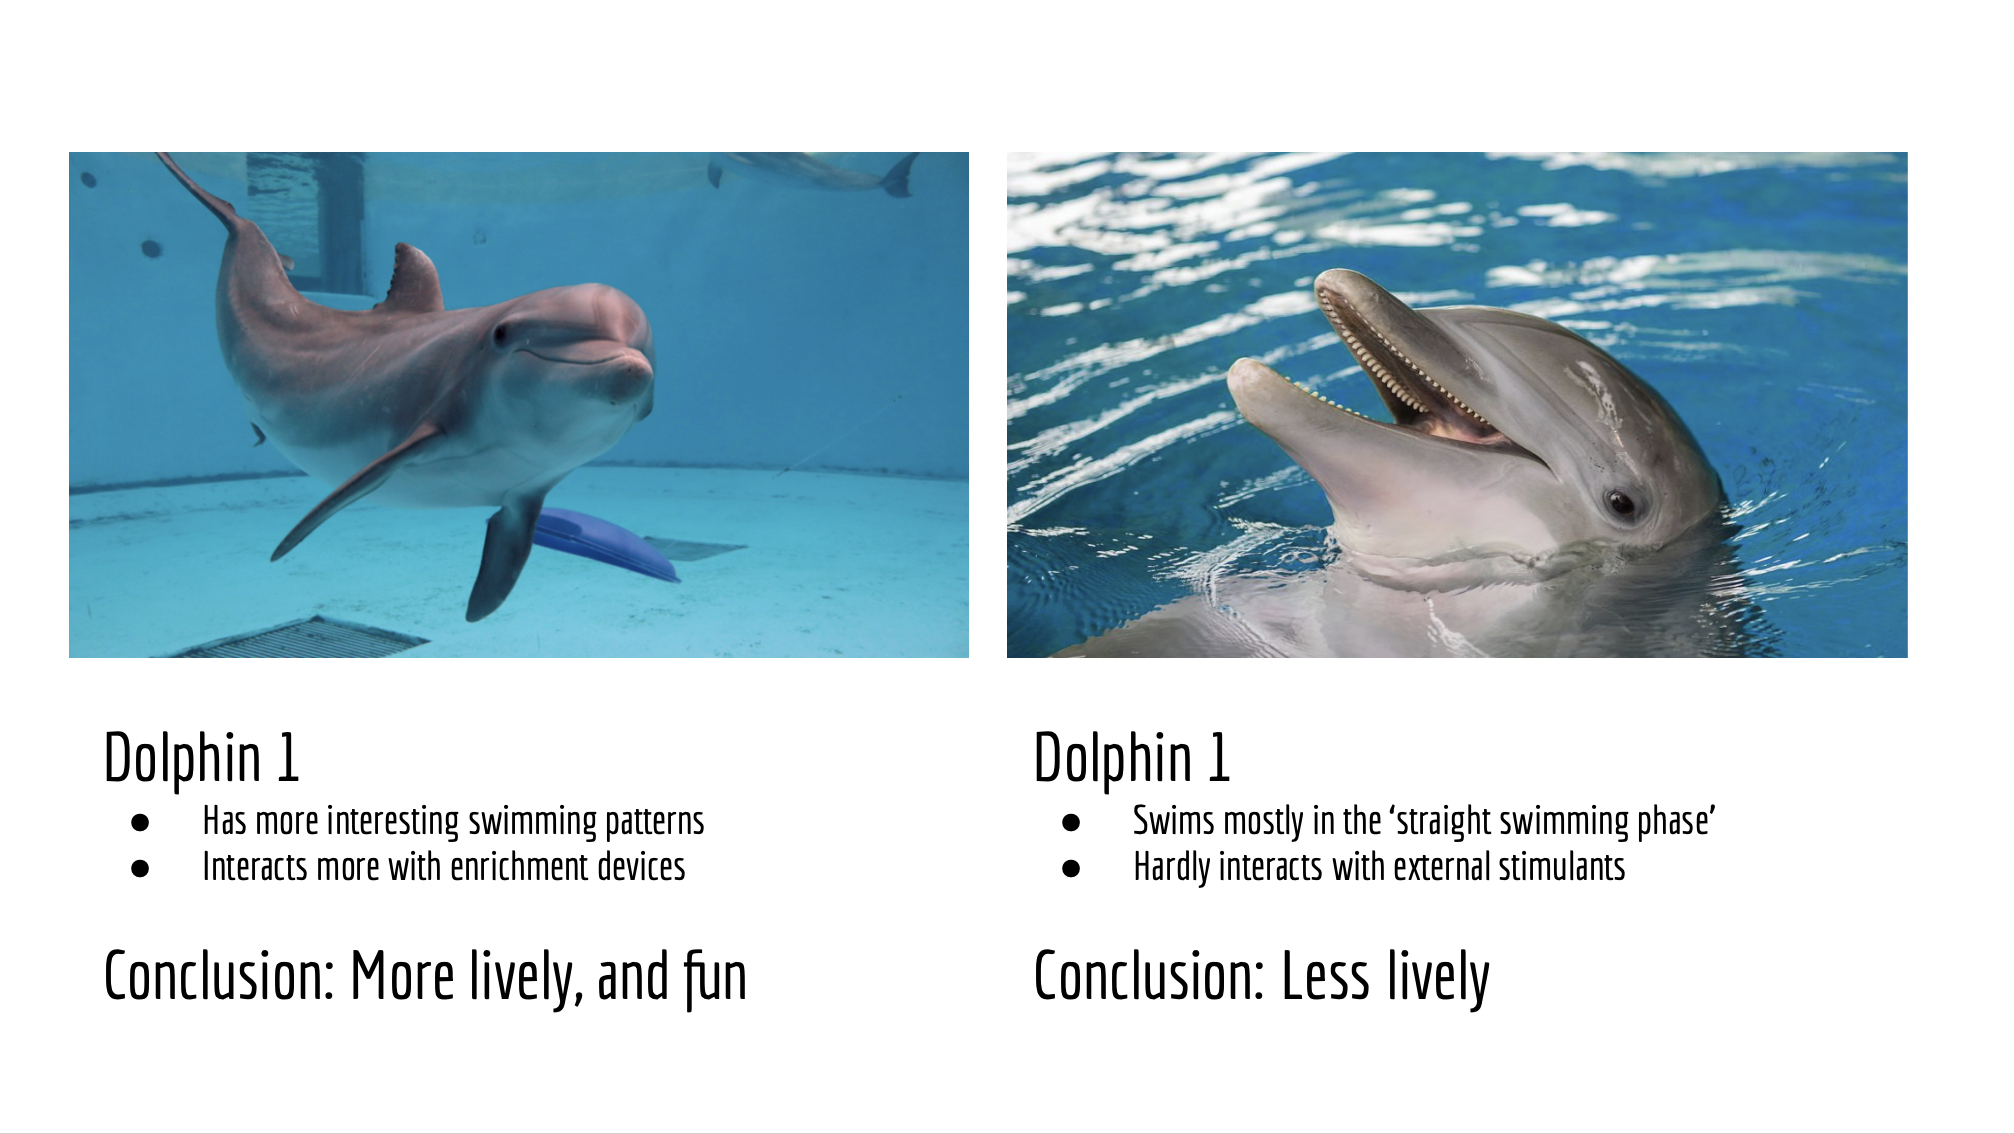 Dolphin 1
● Has more interesting swimming patterns
● Interacts more with enrichment devices
Conclusion: More lively, and fun
Dolphin 1
● Swims mostly in the ‘straight swimming phase’
● Hardly interacts with external stimulants
Conclusion: Less lively